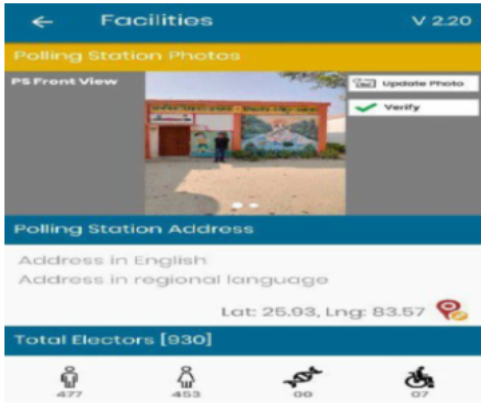 ← Facilities V 2.20
Polling Station Photos
PS Front View
Update Photo
Verify
Polling Station Address
Address in English
Address in regional language
Lat: 25.93, Lng: 83.57
Total Electors [930]
477 453 00 07